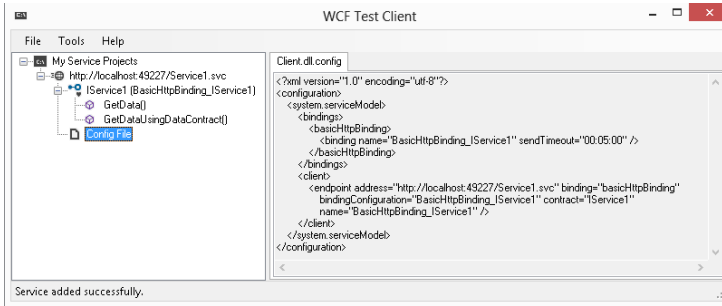 WCF Test Client
File Tools Help
My Service Projects
http://localhost:49227/Service1.svc
IService1 (BasicHttpBinding_IService1)
GetData()
GetDataUsingDataContract()
Config File
Client.dll.config
<?xml version="1.0" encoding="utf-8"?>
<configuration>
<system.serviceModel>
<bindings>
<basicHttpBinding>
<binding name="BasicHttpBinding_IService1" sendTimeout="00:05:00" />
</basicHttpBinding>
</bindings>
<client>
<endpoint address="http://localhost:49227/Service1.svc" binding="basicHttpBinding"
bindingConfiguration="BasicHttpBinding_IService1" contract="IService1"
name="BasicHttpBinding_IService1" />
</client>
</system.serviceModel>
</configuration>
Service added successfully.